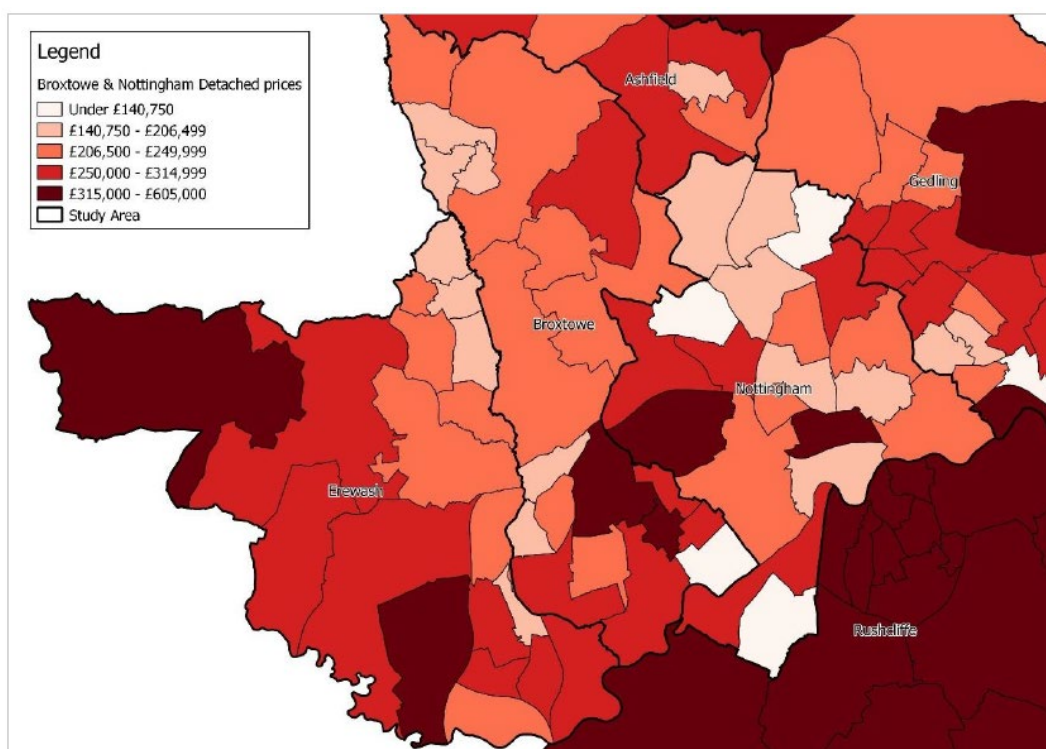 Legend
Broxtowe & Nottingham Detached prices
Under £140,750
£140,750 - £206,499
£206,500 - £249,999
£250,000 - £314,999
£315,000 - £605,000
Study Area
Ashfield
Gedling
Broxtowe
Nottingham
Erewash
Rushcliffe